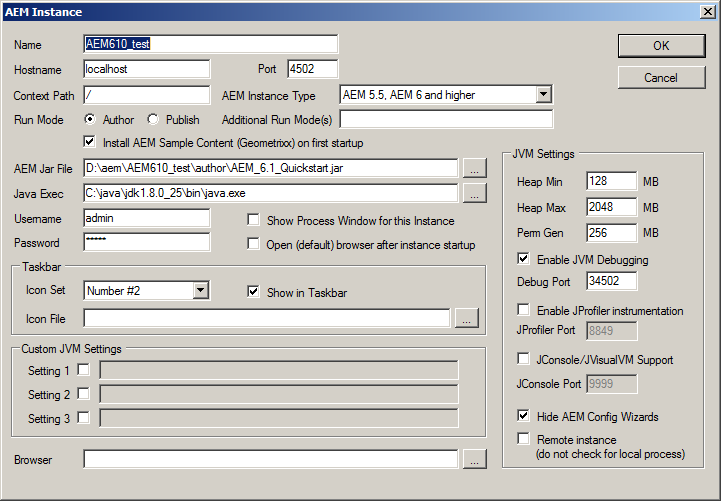 AEM Instance
Name AEM610_test
OK
Hostname localhost Port 4502
Cancel
Context Path / AEM Instance Type AEM 5.5, AEM 6 and higher
Run Mode Author Publish Additional Run Mode(s)
Install AEM Sample Content (Geometrixx) on first startup
AEM Jar File D:\aem\AEM610_test\author\AEM_6.1_Quickstart.jar ...
Java Exec C:\java\jdk1.8.0_25\bin\java.exe ...
Username admin Show Process Window for this Instance
Password ***** Open (default) browser after instance startup
Taskbar
Icon Set Number #2 Show in Taskbar
Icon File ...
Custom JVM Settings
Setting 1
Setting 2
Setting 3
Browser ...
JVM Settings
Heap Min 128 MB
Heap Max 2048 MB
Perm Gen 256 MB
Enable JVM Debugging
Debug Port 34502
Enable JProfiler instrumentation
JProfiler Port 8849
JConsole/JVisualVM Support
JConsole Port 9999
Hide AEM Config Wizards
Remote instance
(do not check for local process)